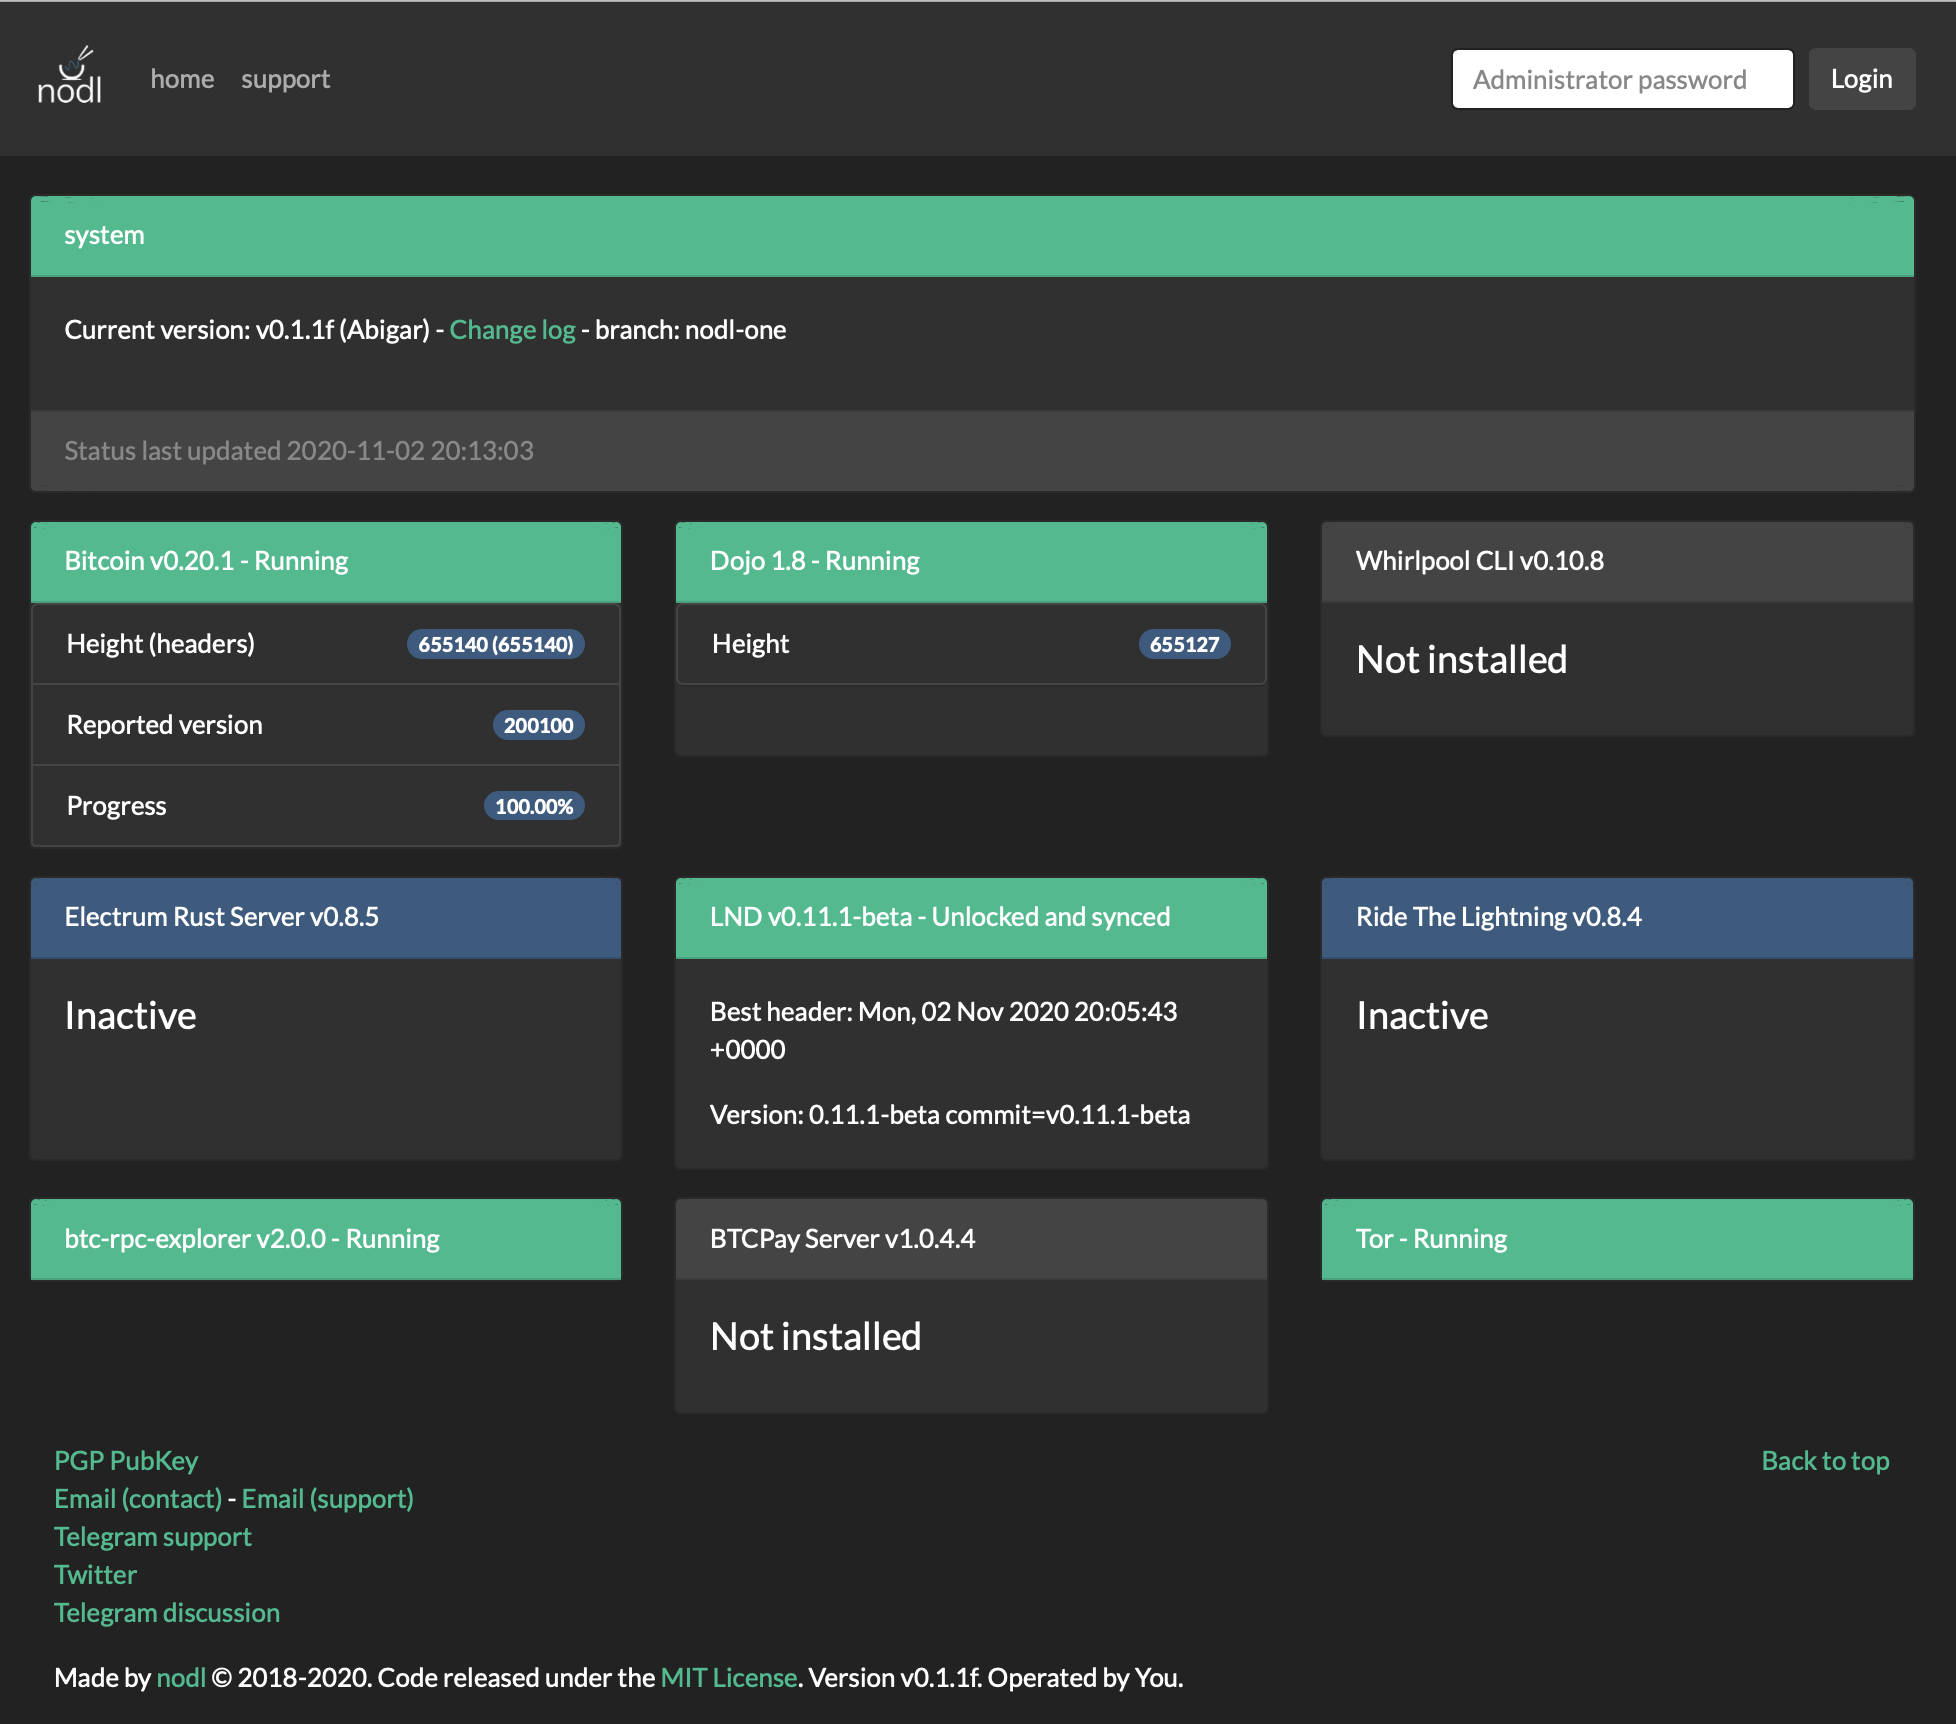 nodl
home support
Administrator password
Login
system
Current version: v0.1.1f (Abigar) - Change log - branch: nodl-one
Status last updated 2020-11-02 20:13:03
Bitcoin v0.20.1 - Running
Height (headers) 655140 (655140)
Reported version 200100
Progress 100.00%
Dojo 1.8 - Running
Height 655127
Whirlpool CLI v0.10.8
Not installed
Electrum Rust Server v0.8.5
Inactive
LND v0.11.1-beta - Unlocked and synced
Best header: Mon, 02 Nov 2020 20:05:43
+0000
Version: 0.11.1-beta commit=v0.11.1-beta
Ride The Lightning v0.8.4
Inactive
btc-rpc-explorer v2.0.0 - Running
BTCPay Server v1.0.4.4
Not installed
Tor - Running
PGP PubKey
Back to top
Email (contact) - Email (support)
Telegram support
Twitter
Telegram discussion
Made by nodl © 2018-2020. Code released under the MIT License. Version v0.1.1f. Operated by You.